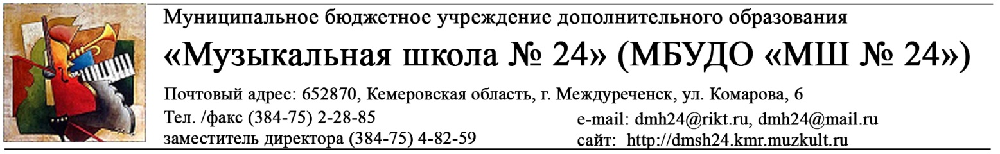 Муниципальное бюджетное учреждение дополнительного образования
«Музыкальная школа № 24» (МБУДО «МШ № 24»)
Почтовый адрес: 652870, Кемеровская область, г. Междуреченск, ул. Комарова, 6
Тел. /факс (384-75) 2-28-85 e-mail: dmh24@rikt.ru, dmh24@mail.ru
заместитель директора (384-75) 4-82-59 сайт: http://dmsh24.kmr.muzkult.ru